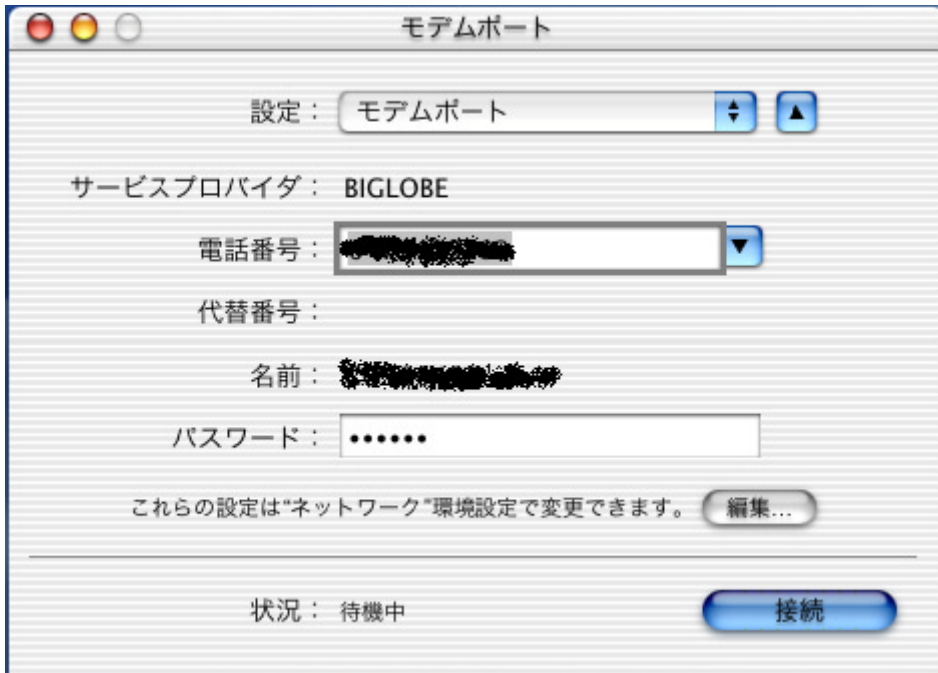 モデムポート
設定： モデムポート
サービスプロバイダ： BIGLOBE
電話番号：
代替番号：
名前：
パスワード： ••••••
これらの設定は“ネットワーク”環境設定で変更できます。 編集...
状況： 待機中 接続